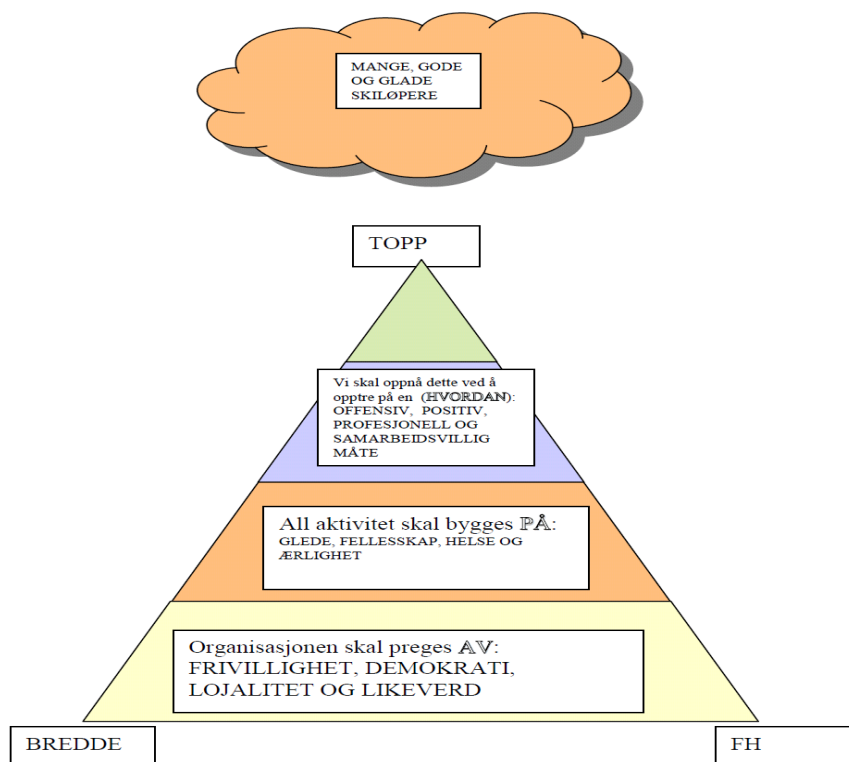 MANGE, GODE
OG GLADE
SKILØPERE
TOPP
Vi skal oppnå dette ved å
opptre på en (HVORDAN):
OFFENSIV, POSITIV,
PROFESJONELL OG
SAMARBEIDSVILLIG
MÅTE
All aktivitet skal bygges PÅ:
GLEDE, FELLESSKAP, HELSE OG
ÆRLIGHET
Organisasjonen skal preges AV:
FRIVILLIGHET, DEMOKRATI,
LOJALITET OG LIKEVERD
BREDDE
FH